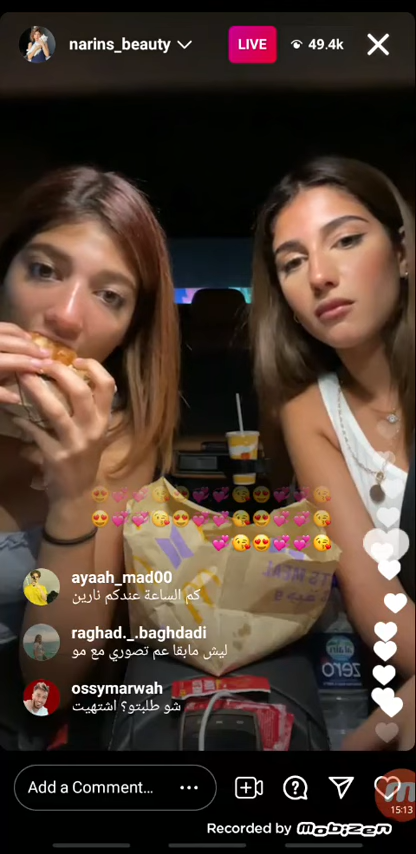 narins_beauty
LIVE
49.4k
ayaah_mad00
كم الساعة عندكم نارين
raghad._.baghdadi
ليش مابقا عم تصوري مع مو
ossymarwah
شو طلبتو؟ اشتهيت
zero
Add a Comment...
15:13
Recorded by Mobizen